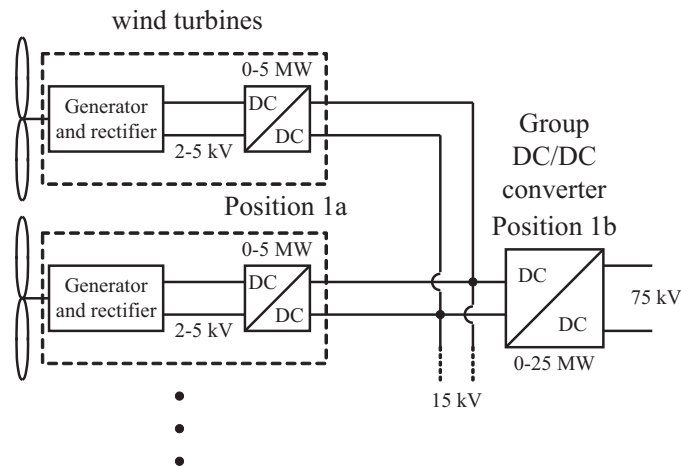 wind turbines
0-5 MW
Generator
and rectifier
DC
DC
2-5 kV
Position 1a
0-5 MW
Generator
and rectifier
DC
DC
2-5 kV
Group
DC/DC
converter
Position 1b
DC
DC
75 kV
0-25 MW
15 kV